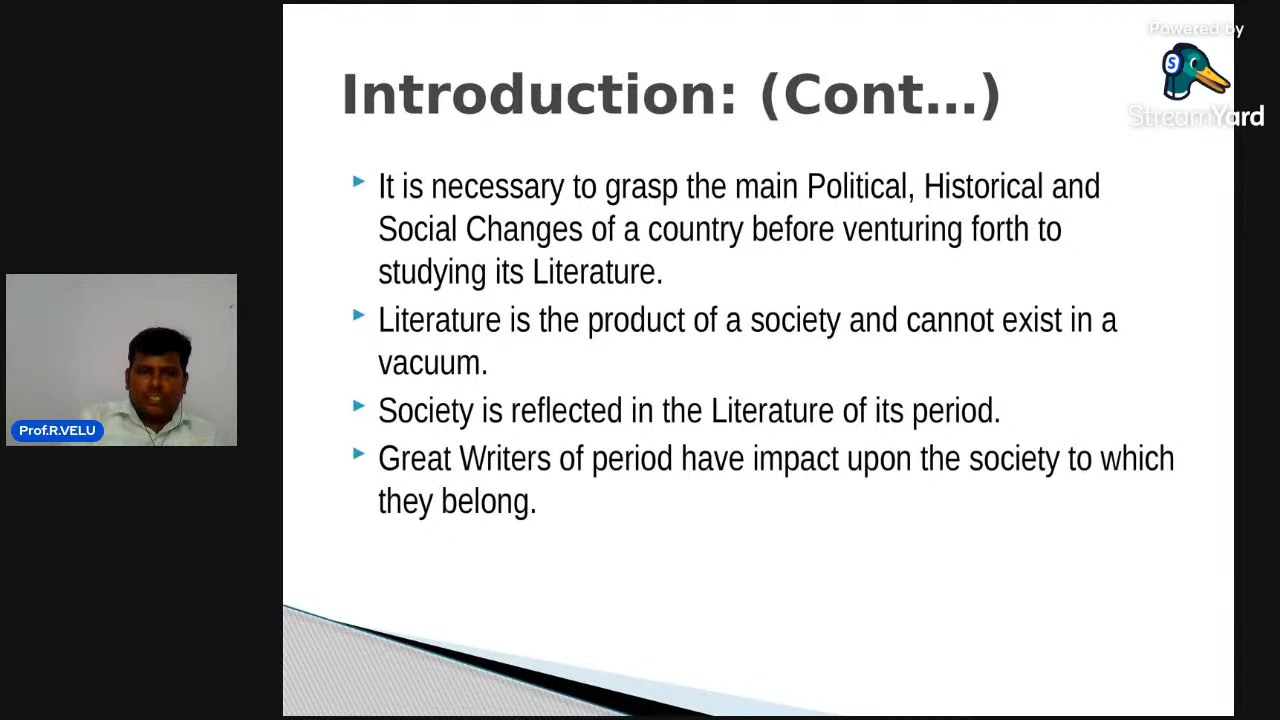 Powered by
StreamYard
Introduction: (Cont...)
It is necessary to grasp the main Political, Historical and
Social Changes of a country before venturing forth to
studying its Literature.
Literature is the product of a society and cannot exist in a
vacuum.
Society is reflected in the Literature of its period.
Great Writers of period have impact upon the society to which
they belong.
Prof.R.VELU